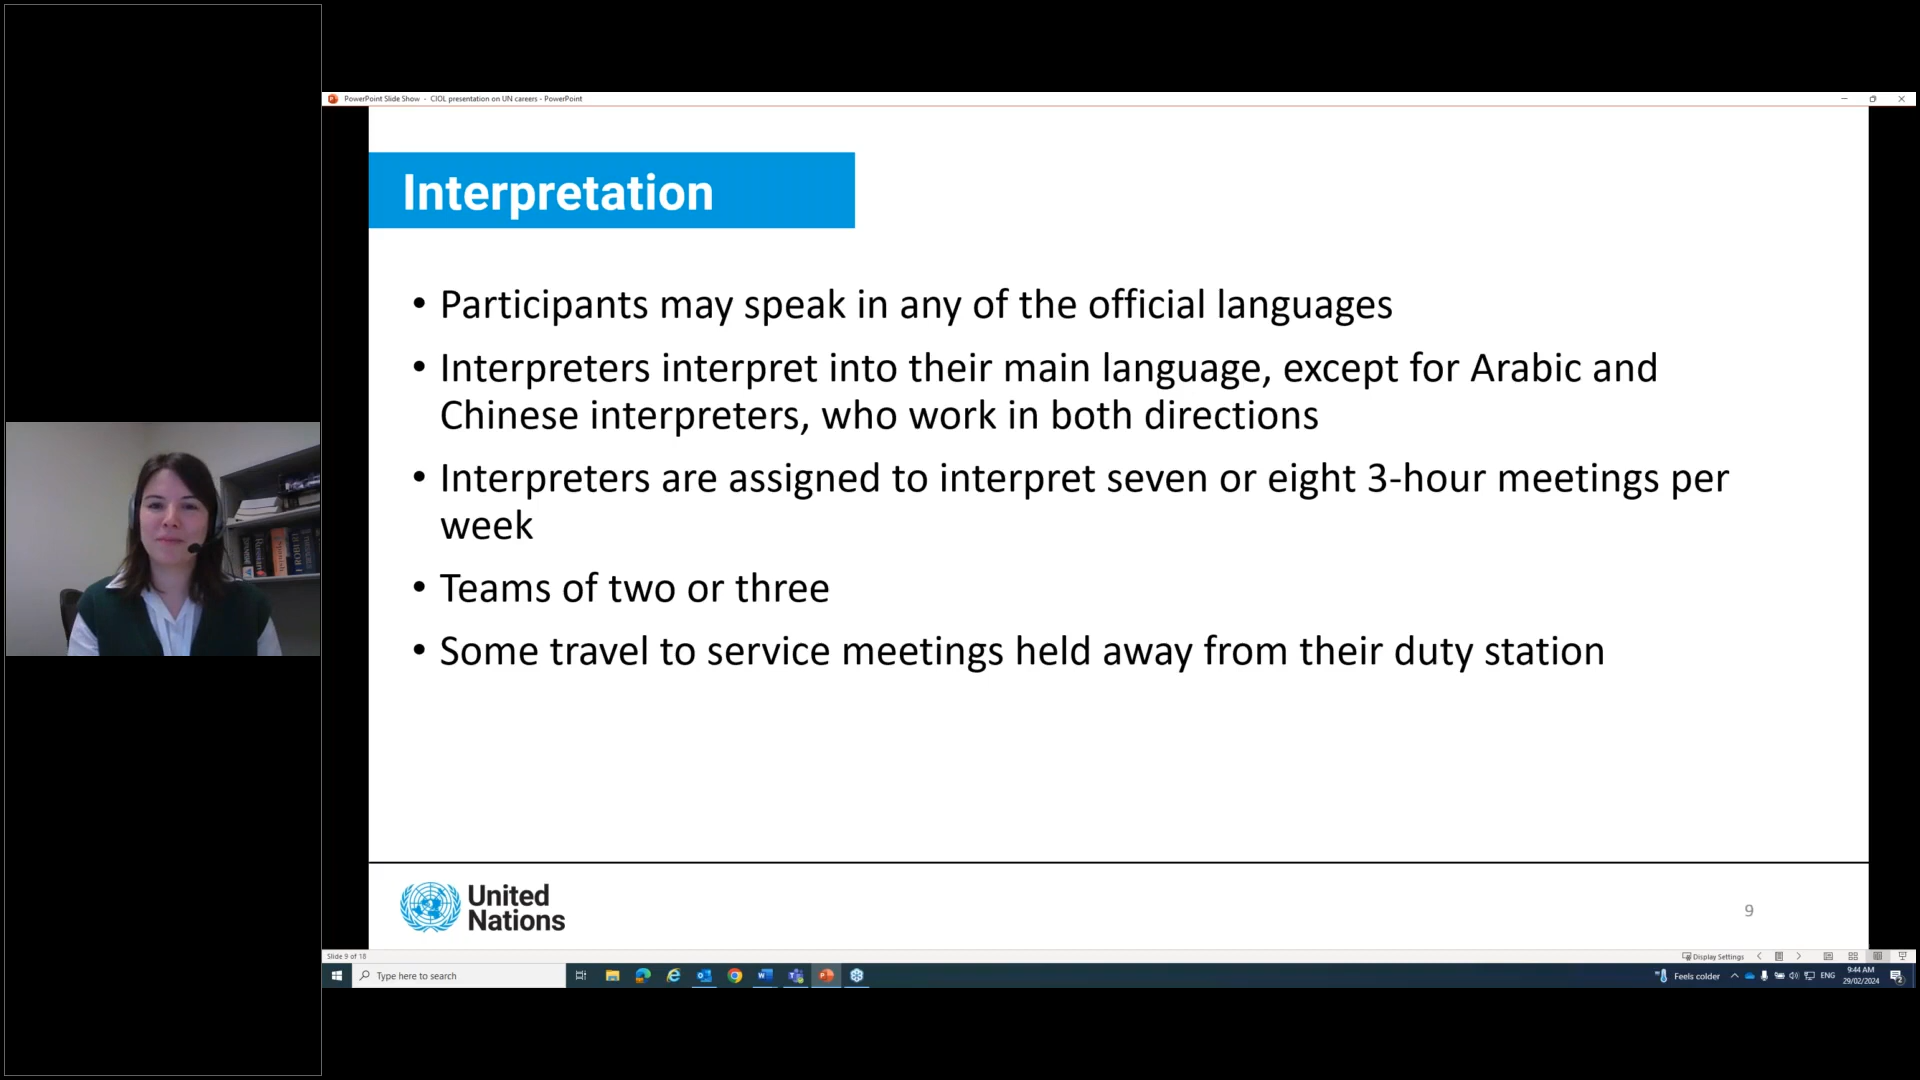 PowerPoint Slide Show - CIOL presentation on UN careers - PowerPoint
Interpretation
• Participants may speak in any of the official languages
• Interpreters interpret into their main language, except for Arabic and
Chinese interpreters, who work in both directions
• Interpreters are assigned to interpret seven or eight 3-hour meetings per
week
• Teams of two or three
• Some travel to service meetings held away from their duty station
United
Nations
9
Slide 9 of 18
Display Settings
Type here to search
Feels colder
ENG
9:44 AM
29/02/2024
Russian